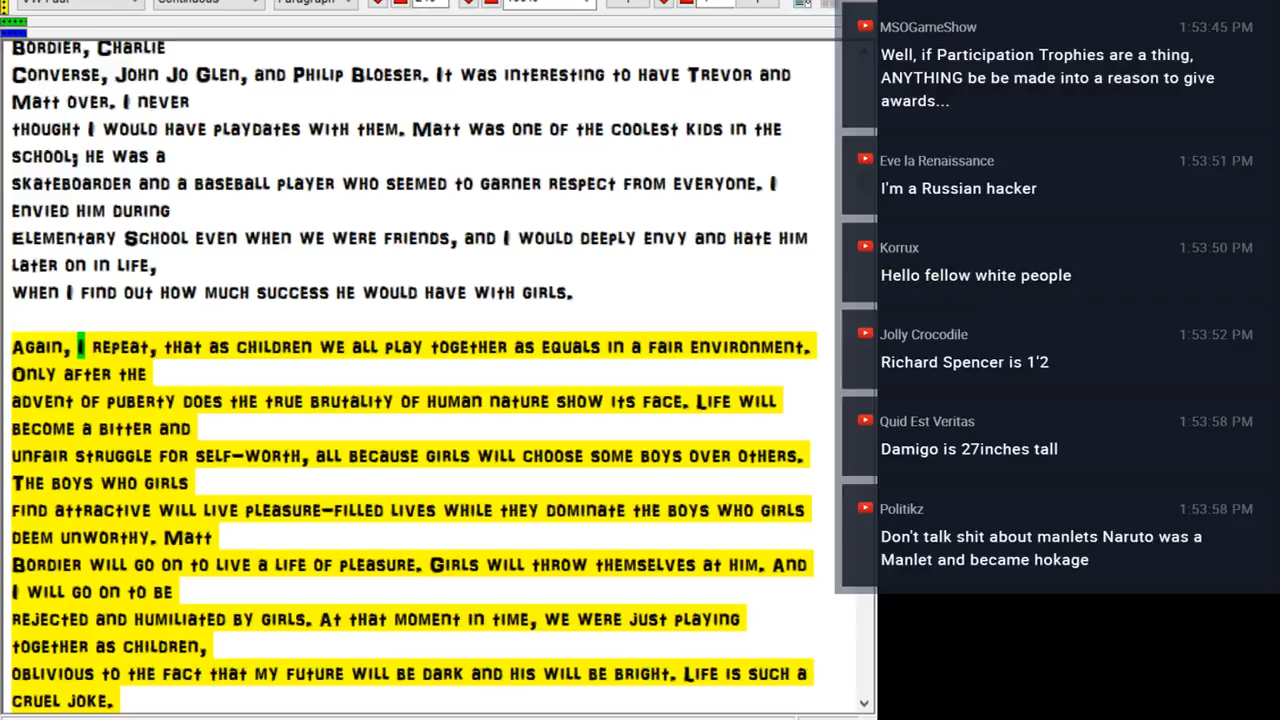 Continuous
Paragraph
Bordier, Charlie
Converse, John Jo Glen, and Philip Bloeser. It was interesting to have Trevor and
Matt over. I never
thought I would have playdates with them. Matt was one of the coolest kids in the
school; he was a
skateboarder and a baseball player who seemed to garner respect from everyone. I
envied him during
Elementary School even when we were friends, and I would deeply envy and hate him
later on in life,
when I find out how much success he would have with girls.
Again, I repeat, that as children we all play together as equals in a fair environment.
Only after the
advent of puberty does the true brutality of human nature show its face. Life will
become a bitter and
unfair struggle for self-worth, all because girls will choose some boys over others.
The boys who girls
find attractive will live pleasure-filled lives while they dominate the boys who girls
deem unworthy. Matt
Bordier will go on to live a life of pleasure. Girls will throw themselves at him. And
I will go on to be
rejected and humiliated by girls. At that moment in time, we were just playing
together as children,
oblivious to the fact that my future will be dark and his will be bright. Life is such a
cruel joke.
MSOGameShow 1:53:45 PM
Well, if Participation Trophies are a thing,
ANYTHING be be made into a reason to give
awards...
Eve la Renaissance 1:53:51 PM
I'm a Russian hacker
Korrux 1:53:50 PM
Hello fellow white people
Jolly Crocodile 1:53:52 PM
Richard Spencer is 1'2
Quid Est Veritas 1:53:58 PM
Damigo is 27inches tall
Politikz 1:53:58 PM
Don't talk shit about manlets Naruto was a
Manlet and became hokage